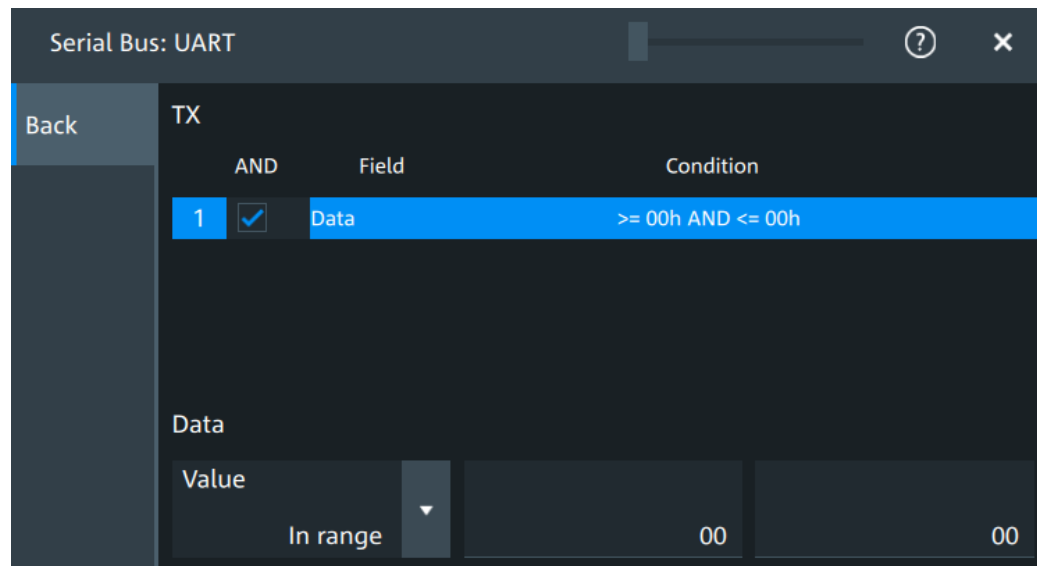 Serial Bus: UART ? ×
Back
TX
AND Field Condition
1 Data >= 00h AND <= 00h
Data
Value
In range 00 00